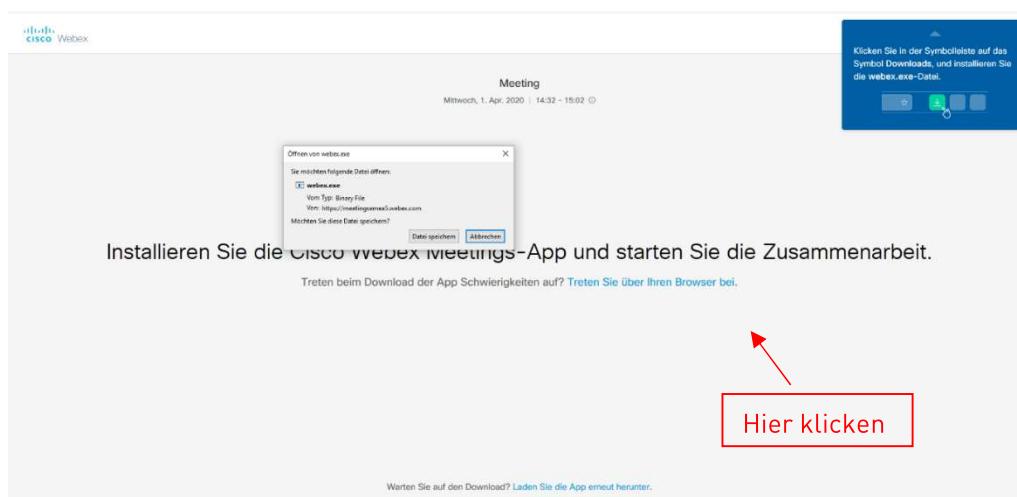 CISCO Webex
Klicken Sie in der Symbolleiste auf das
Symbol Downloads, und installieren Sie
die webex.exe-Datei.
Meeting
Mittwoch, 1. Apr. 2020 | 14:32 - 15:02
Öffnen von webex.exe
Sie möchten folgende Datei öffnen:
webex.exe
Vom Typ: Binary File
Von: https://meetingsemea5.webex.com
Möchten Sie diese Datei speichern?
Datei speichern Abbrechen
Installieren Sie die Cisco Webex Meetings-App und starten Sie die Zusammenarbeit.
Treten beim Download der App Schwierigkeiten auf? Treten Sie über Ihren Browser bei.
Hier klicken
Warten Sie auf den Download? Laden Sie die App erneut herunter.